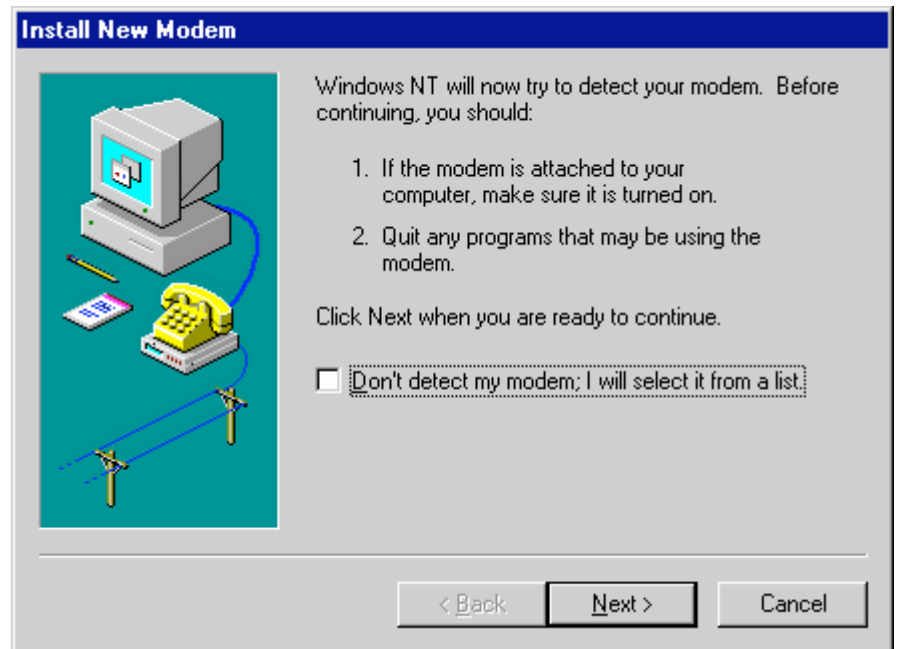 Install New Modem
Windows NT will now try to detect your modem. Before
continuing, you should:
1. If the modem is attached to your
computer, make sure it is turned on.
2. Quit any programs that may be using the
modem.
Click Next when you are ready to continue.
Don't detect my modem; I will select it from a list.
< Back
Next >
Cancel